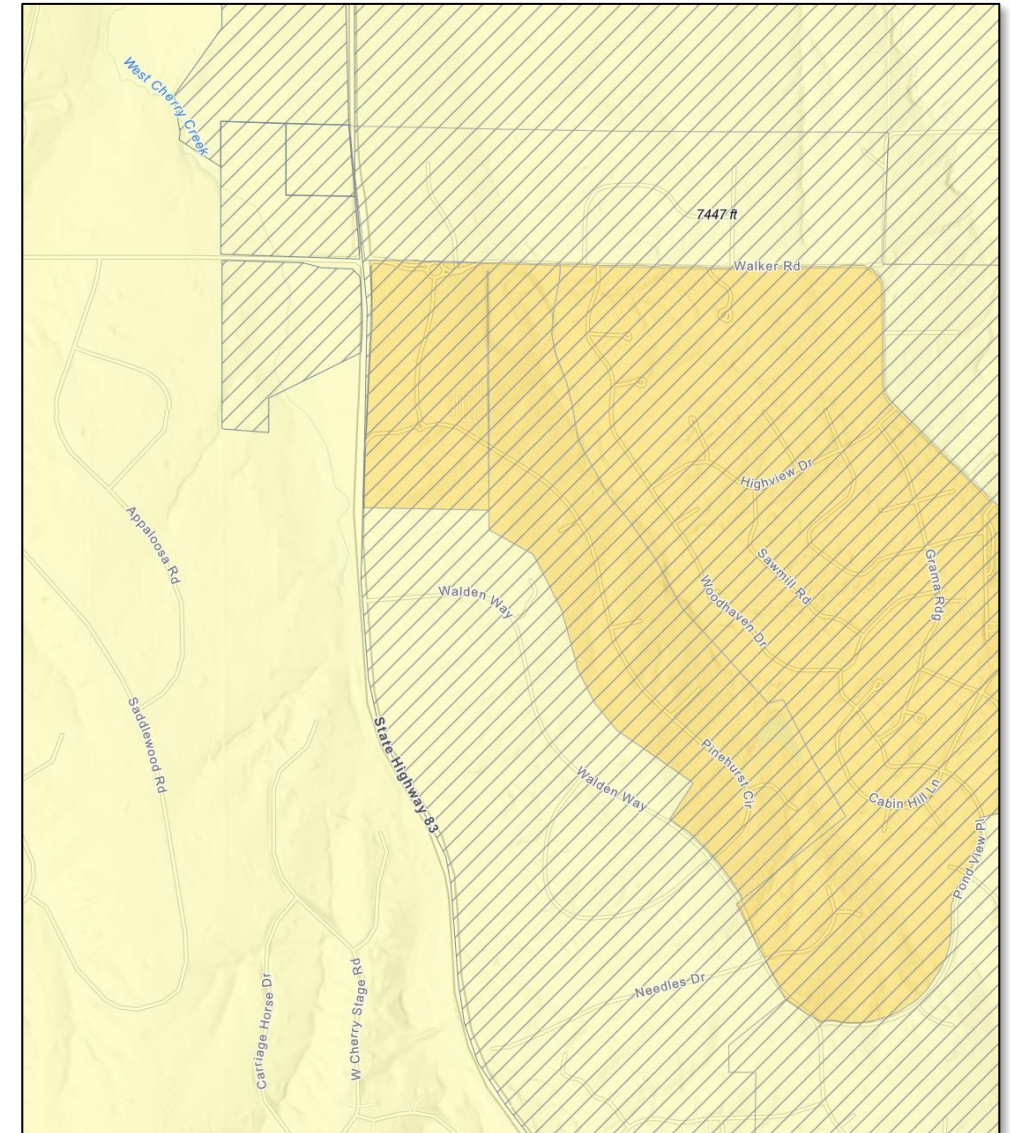 West Cherry Creek
7447 ft
Walker Rd
Highview Dr
Appaloosa Rd
Sawmill Rd
Grama Rdg
Woodhaven Dr
Walden Way
Saddlewood Rd
State Highway 83
Pinehurst Cir
Walden Way
Cabin Hill Ln
Pond View Pl
Needles Dr
Carriage Horse Dr
W Cherry Stage Rd